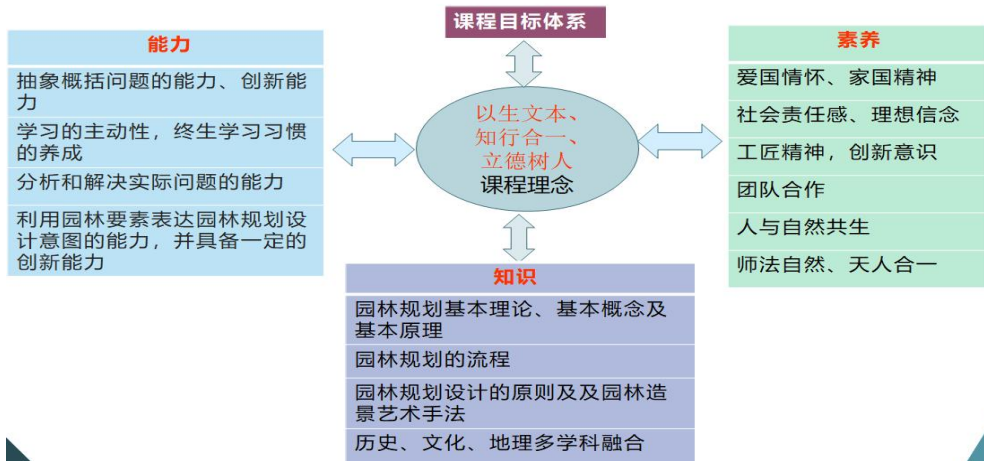 课程目标体系
能力
抽象概括问题的能力、创新能
力
学习的主动性，终生学习习惯
的养成
分析和解决实际问题的能力
利用园林要素表达园林规划设
计意图的能力，并具备一定的
创新能力
以生文本、
知行合一、
立德树人
课程理念
素养
爱国情怀、家国精神
社会责任感、理想信念
工匠精神，创新意识
团队合作
人与自然共生
师法自然、天人合一
知识
园林规划基本理论、基本概念及
基本原理
园林规划的流程
园林规划设计的原则及及园林造
景艺术手法
历史、文化、地理多学科融合